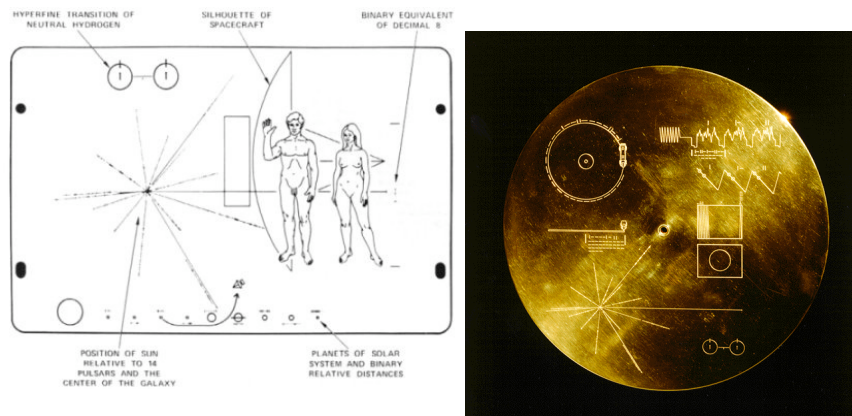 HYPERFINE TRANSITION OF
NEUTRAL HYDROGEN
SILHOUETTE OF
SPACECRAFT
BINARY EQUIVALENT
OF DECIMAL 8
POSITION OF SUN
RELATIVE TO 14
PULSARS AND THE
CENTER OF THE GALAXY
PLANETS OF SOLAR
SYSTEM AND BINARY
RELATIVE DISTANCES